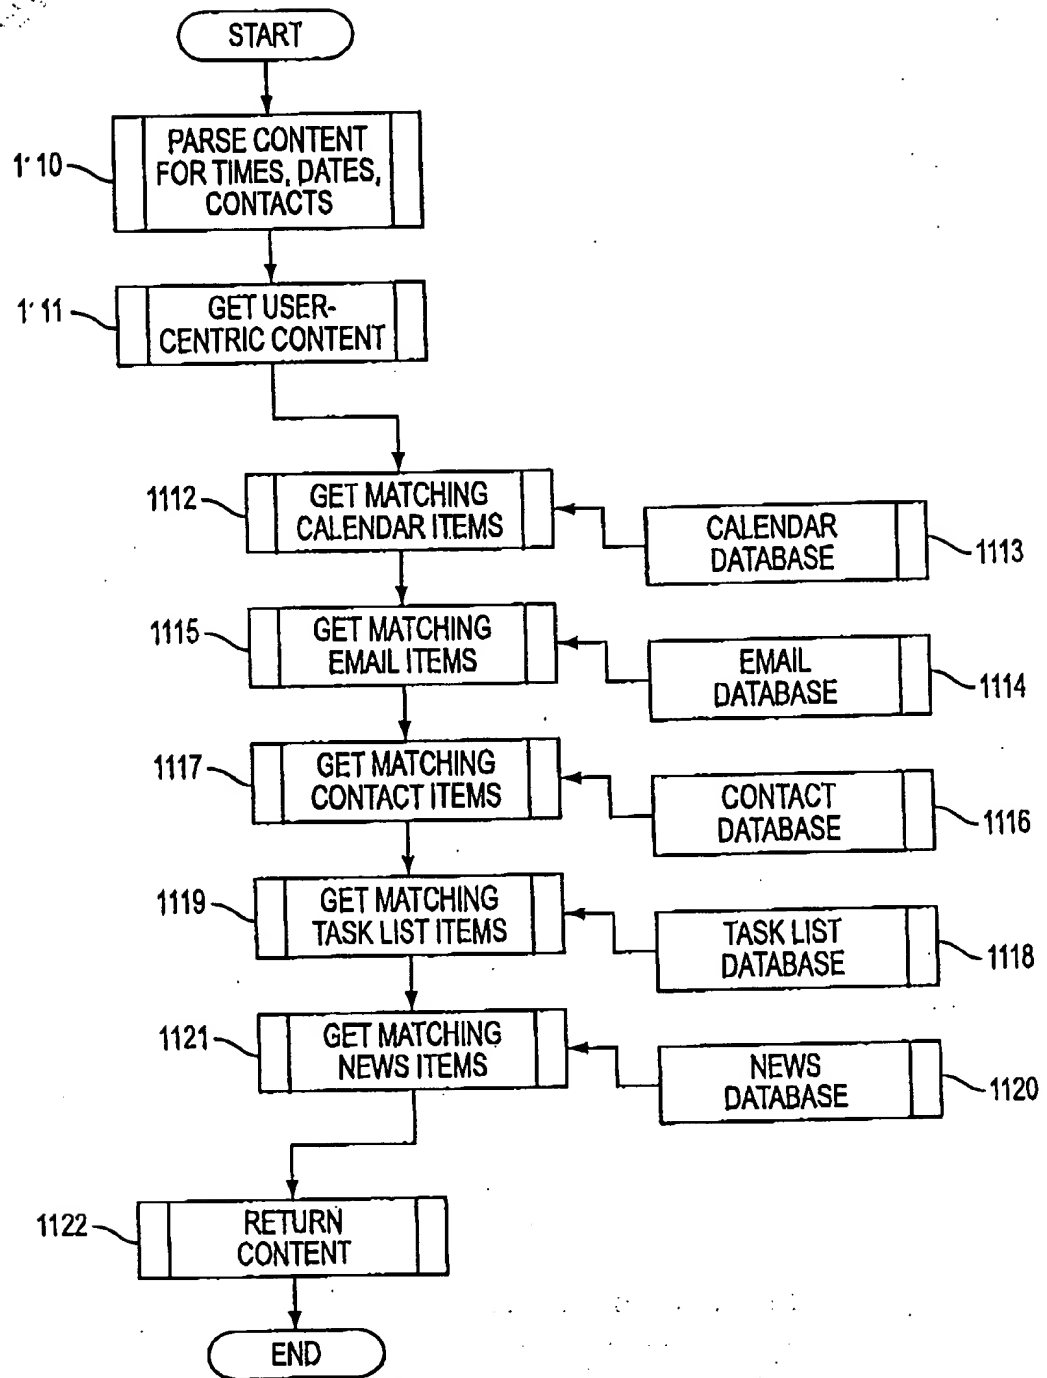 START
1110
PARSE CONTENT
FOR TIMES, DATES,
CONTACTS
1111
GET USER-
CENTRIC CONTENT
1112
GET MATCHING
CALENDAR ITEMS
CALENDAR
DATABASE
1113
1115
GET MATCHING
EMAIL ITEMS
EMAIL
DATABASE
1114
1117
GET MATCHING
CONTACT ITEMS
CONTACT
DATABASE
1116
1119
GET MATCHING
TASK LIST ITEMS
TASK LIST
DATABASE
1118
1121
GET MATCHING
NEWS ITEMS
NEWS
DATABASE
1120
1122
RETURN
CONTENT
END